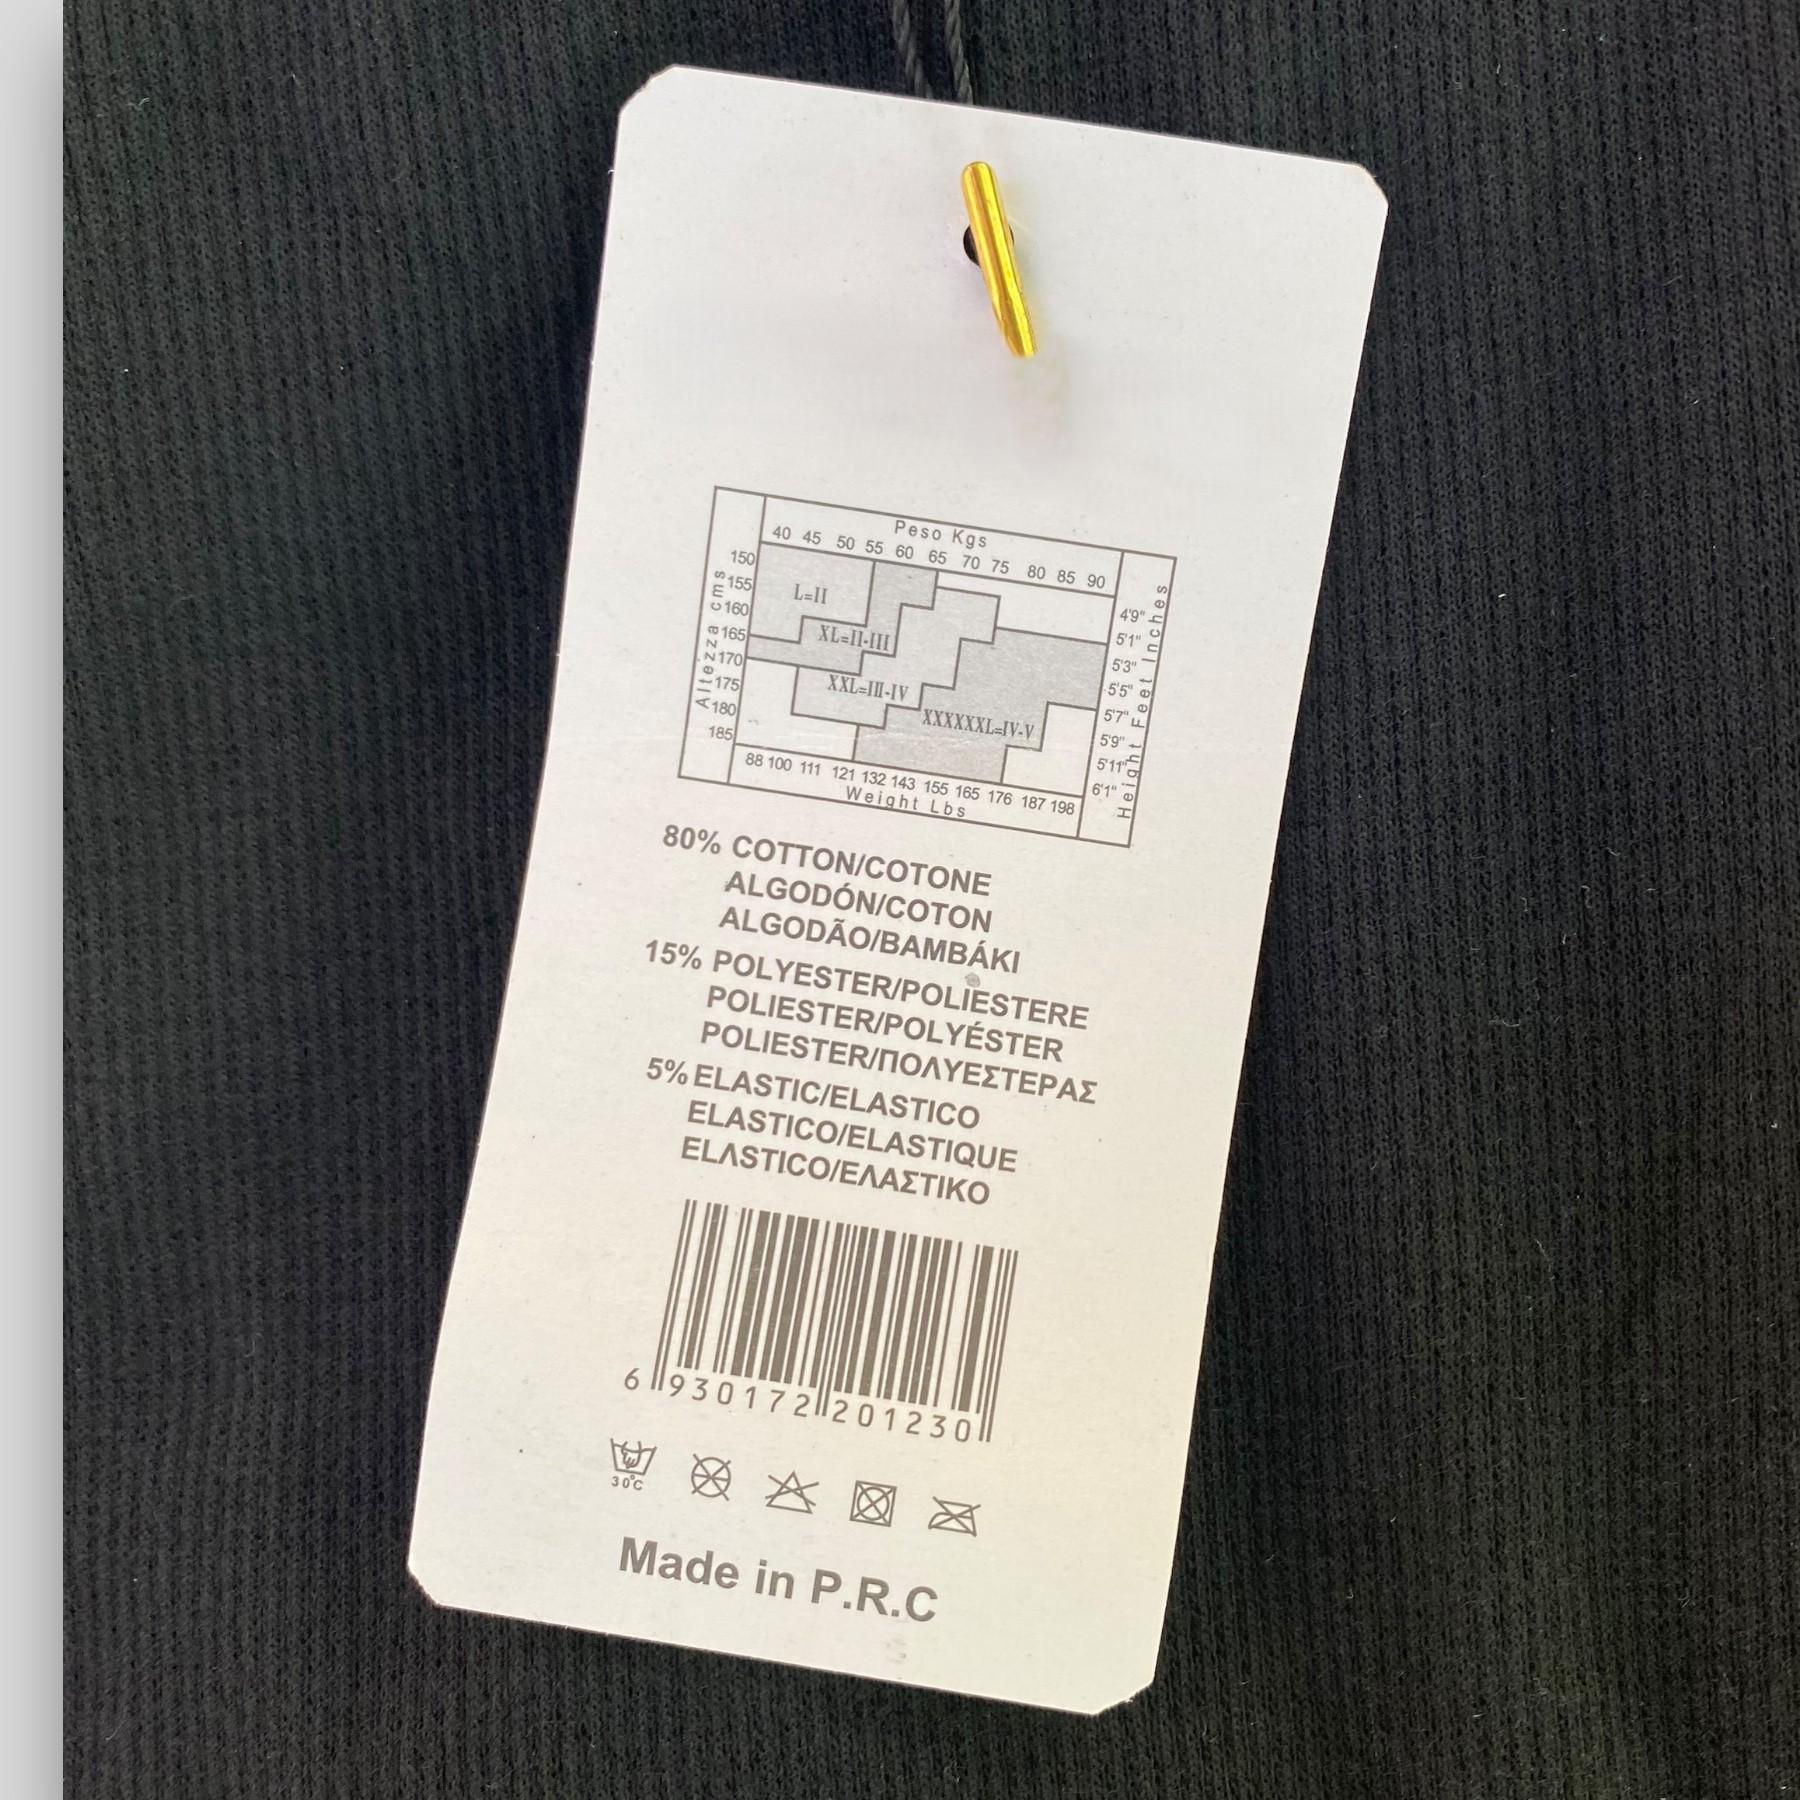 Peso Kgs
40 45 50 55 60 65 70 75 80 85 90
Altezza cms
150
155
160
165
170
175
180
185
L=II
XL=II-III
XXL=III-IV
XXXXXXL=IV-V
4'9"
5'1"
5'3"
5'5"
5'7"
5'9"
5'11"
6'1"
Height Feet Inches
88 100 111 121 132 143 155 165 176 187 198
Weight Lbs
80% COTTON/COTONE
ALGODÓN/COTON
ALGODÃO/BAMBÁKI
15% POLYESTER/POLIESTERE
POLIESTER/POLYÉSTER
POLIESTER/ΠΟΛΥΕΣΤΕΡΑΣ
5% ELASTIC/ELASTICO
ELASTICO/ELASTIQUE
ELΛSTICO/ΕΛΑΣΤΙΚΟ
6 930172 201230
30°C
Made in P.R.C